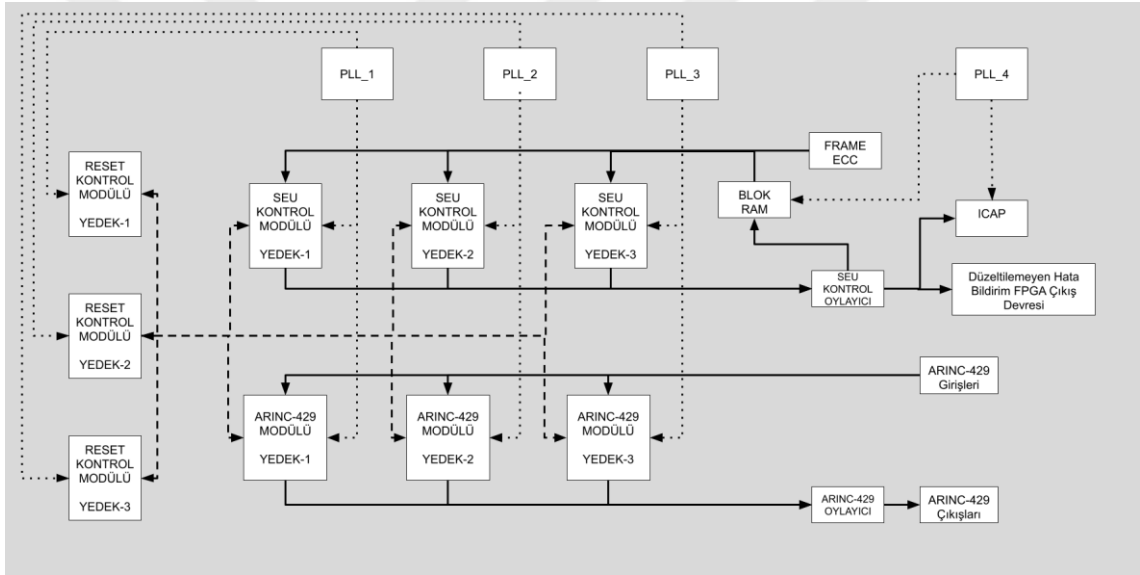 PLL_1
PLL_2
PLL_3
PLL_4
FRAME
ECC
RESET
KONTROL
MODÜLÜ
YEDEK-1
SEU
KONTROL
MODÜLÜ
YEDEK-1
SEU
KONTROL
MODÜLÜ
YEDEK-2
SEU
KONTROL
MODÜLÜ
YEDEK-3
BLOK
RAM
ICAP
SEU
KONTROL
OYLAYICI
Düzeltilemeyen Hata
Bildirim FPGA Çıkış
Devresi
RESET
KONTROL
MODÜLÜ
YEDEK-2
ARINC-429
Girişleri
ARINC-429
MODÜLÜ
YEDEK-1
ARINC-429
MODÜLÜ
YEDEK-2
ARINC-429
MODÜLÜ
YEDEK-3
RESET
KONTROL
MODÜLÜ
YEDEK-3
ARINC-429
OYLAYICI
ARINC-429
Çıkışları